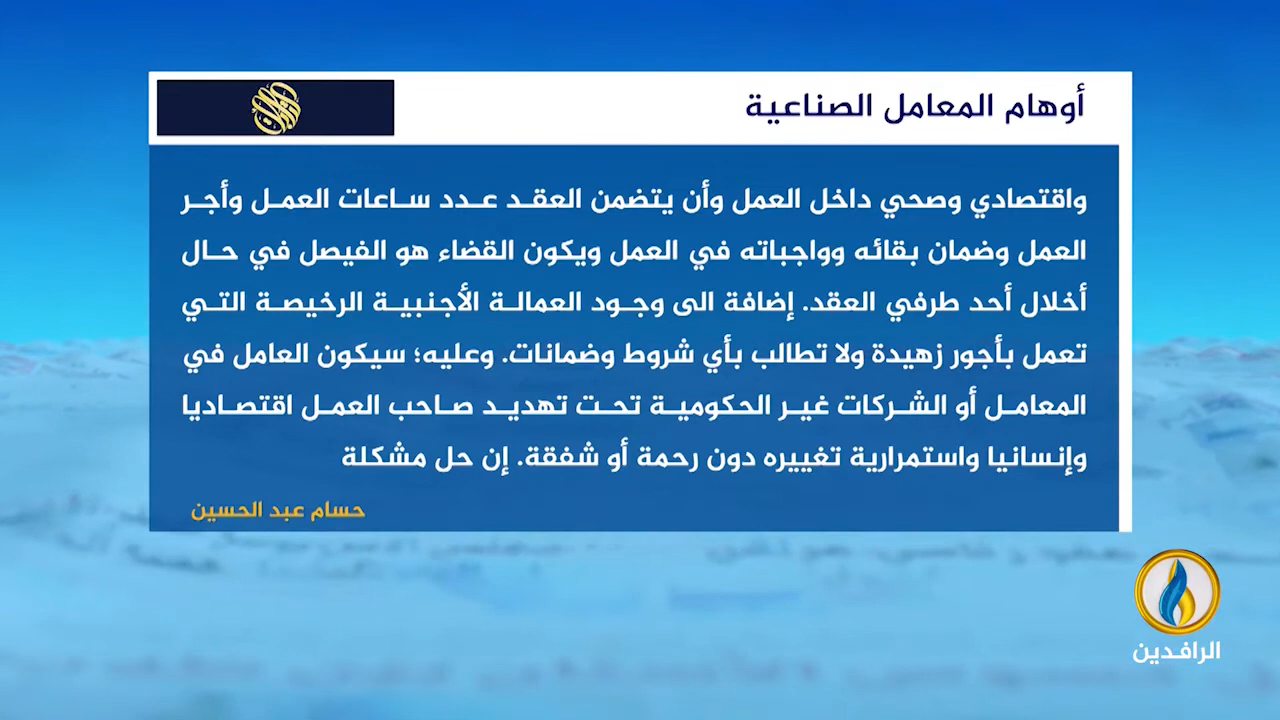 أوهام المعامل الصناعية
واقتصادي وصحي داخل العمل وأن يتضمن العقد عدد ساعات العمل وأجر
العمل وضمان بقائه وواجباته في العمل ويكون القضاء هو الفيصل في حال
أخلال أحد طرفي العقد. إضافة الى وجود العمالة الأجنبية الرخيصة التي
تعمل بأجور زهيدة ولا تطالب بأي شروط وضمانات. وعليه؛ سيكون العامل في
المعامل أو الشركات غير الحكومية تحت تهديد صاحب العمل اقتصاديا
وإنسانيا واستمرارية تغييره دون رحمة أو شفقة. إن حل مشكلة
حسام عبد الحسين
الرافدين